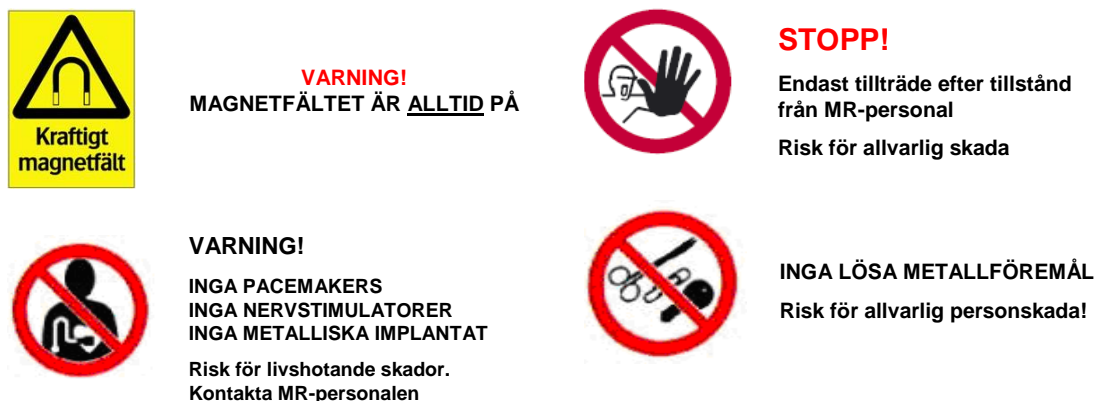 Kraftigt
magnetfält
VARNING!
MAGNETFÄLTET ÄR ALLTID PÅ
STOPP!
Endast tillträde efter tillstånd
från MR-personal
Risk för allvarlig skada
VARNING!
INGA PACEMAKERS
INGA NERVSTIMULATORER
INGA METALLISKA IMPLANTAT
Risk för livshotande skador.
Kontakta MR-personalen
INGA LÖSA METALLFÖREMÅL
Risk för allvarlig personskada!